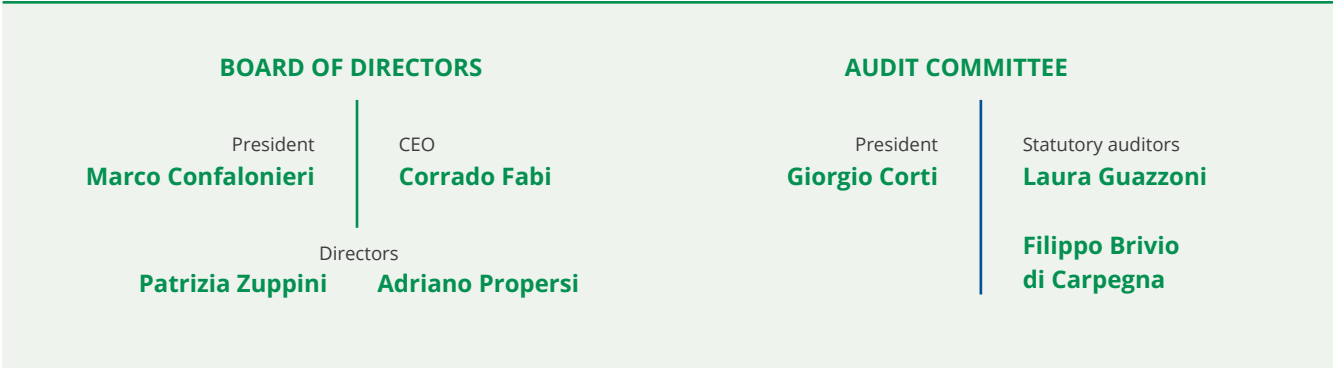 BOARD OF DIRECTORS
President
Marco Confalonieri
CEO
Corrado Fabi
Directors
Patrizia Zuppini
Adriano Propersi
AUDIT COMMITTEE
President
Giorgio Corti
Statutory auditors
Laura Guazzoni
Filippo Brivio
di Carpegna